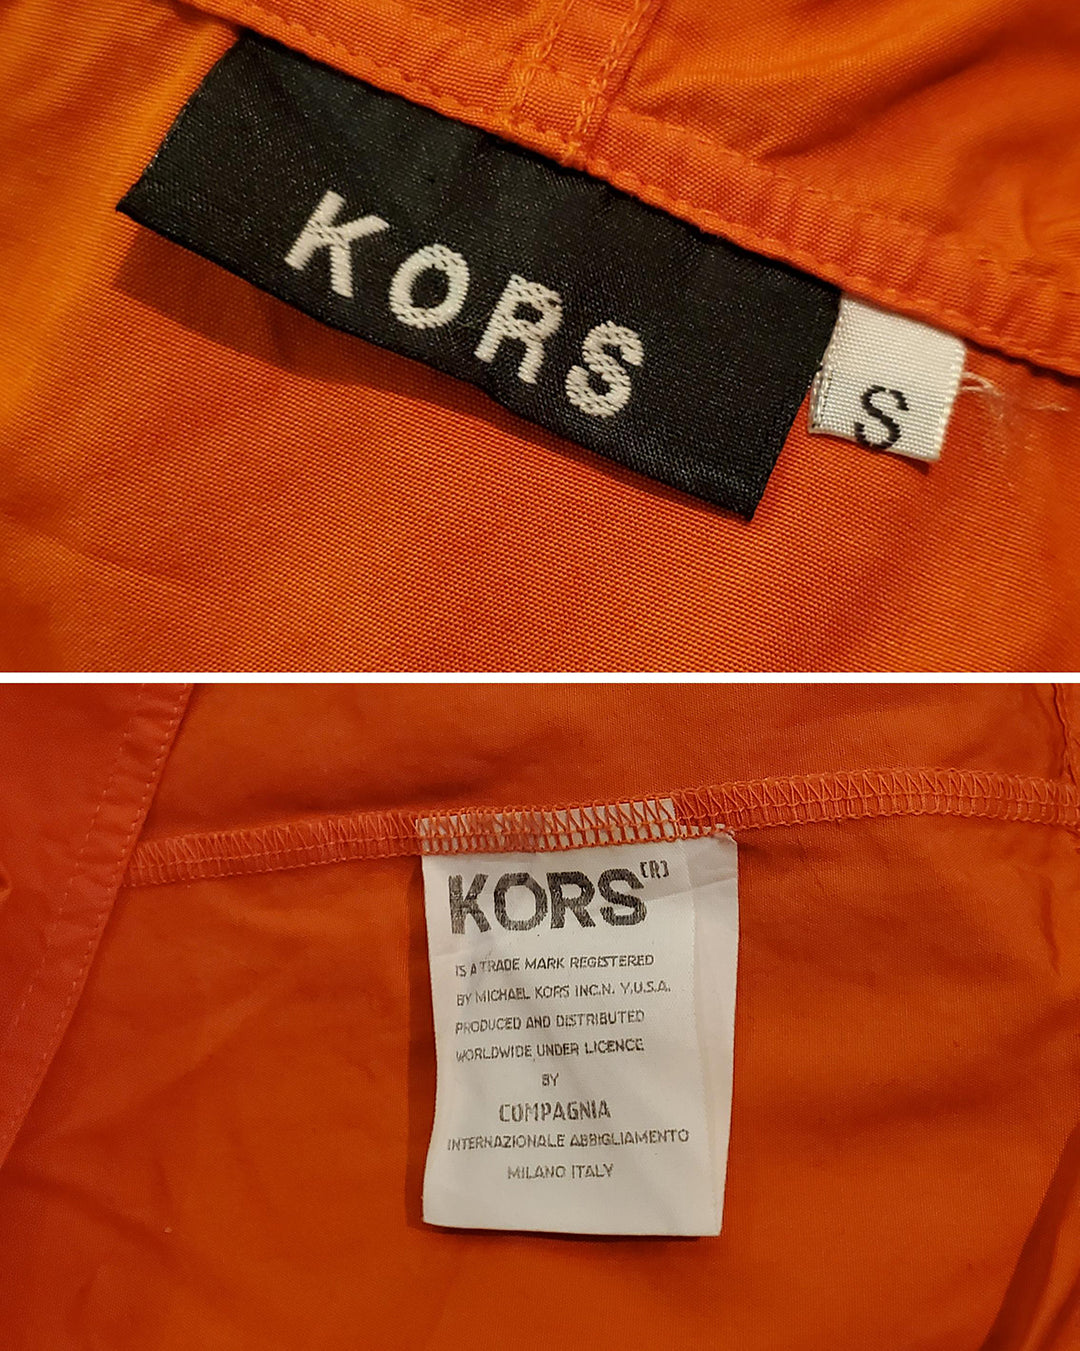 KORS
S
KORS[R]
IS A TRADE MARK REGISTERED
BY MICHAEL KORS INC.N. Y.U.S.A.
PRODUCED AND DISTRIBUTED
WORLDWIDE UNDER LICENCE
BY
COMPAGNIA
INTERNAZIONALE ABBIGLIAMENTO
MILANO ITALY